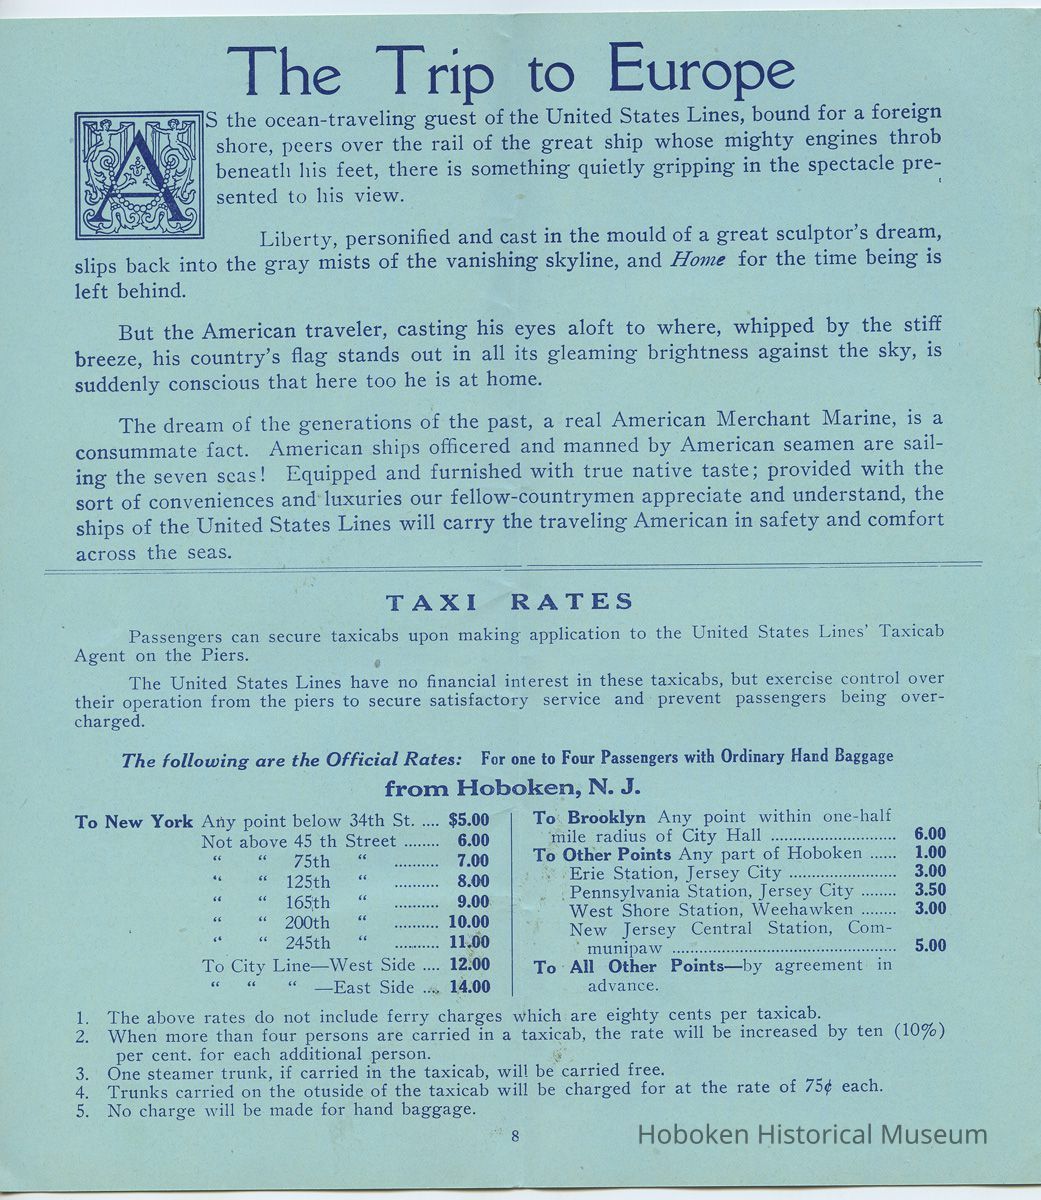 The Trip to Europe
AS the ocean-traveling guest of the United States Lines, bound for a foreign
shore, peers over the rail of the great ship whose mighty engines throb
beneath his feet, there is something quietly gripping in the spectacle pre-
sented to his view.
Liberty, personified and cast in the mould of a great sculptor's dream,
slips back into the gray mists of the vanishing skyline, and Home for the time being is
left behind.
But the American traveler, casting his eyes aloft to where, whipped by the stiff
breeze, his country's flag stands out in all its gleaming brightness against the sky, is
suddenly conscious that here too he is at home.
The dream of the generations of the past, a real American Merchant Marine, is a
consummate fact. American ships officered and manned by American seamen are sail-
ing the seven seas! Equipped and furnished with true native taste; provided with the
sort of conveniences and luxuries our fellow-countrymen appreciate and understand, the
ships of the United States Lines will carry the traveling American in safety and comfort
across the seas.
TAXI RATES
Passengers can secure taxicabs upon making application to the United States Lines' Taxicab
Agent on the Piers.
The United States Lines have no financial interest in these taxicabs, but exercise control over
their operation from the piers to secure satisfactory service and prevent passengers being over-
charged.
The following are the Official Rates: For one to Four Passengers with Ordinary Hand Baggage
from Hoboken, N. J.
To New York Any point below 34th St. .... $5.00
Not above 45 th Street ........ 6.00
“ “ 75th “ .......... 7.00
“ “ 125th “ .......... 8.00
“ “ 165th “ .......... 9.00
“ “ 200th “ .......... 10.00
“ “ 245th “ .......... 11.00
To City Line—West Side .... 12.00
“ “ “ —East Side .... 14.00
To Brooklyn Any point within one-half
mile radius of City Hall ............................ 6.00
To Other Points Any part of Hoboken ...... 1.00
Erie Station, Jersey City ........................ 3.00
Pennsylvania Station, Jersey City ........ 3.50
West Shore Station, Weehawken ........ 3.00
New Jersey Central Station, Com-
munipaw .................................................. 5.00
To All Other Points—by agreement in
advance.
1. The above rates do not include ferry charges which are eighty cents per taxicab.
2. When more than four persons are carried in a taxicab, the rate will be increased by ten (10%)
per cent. for each additional person.
3. One steamer trunk, if carried in the taxicab, will be carried free.
4. Trunks carried on the otuside of the taxicab will be charged for at the rate of 75¢ each.
5. No charge will be made for hand baggage.
8
Hoboken Historical Museum